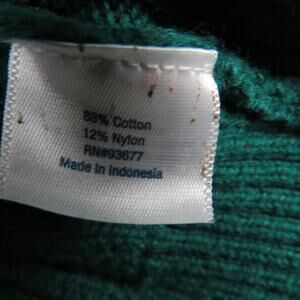 88% Cotton
12% Nylon
RN#93677
Made in Indonesia